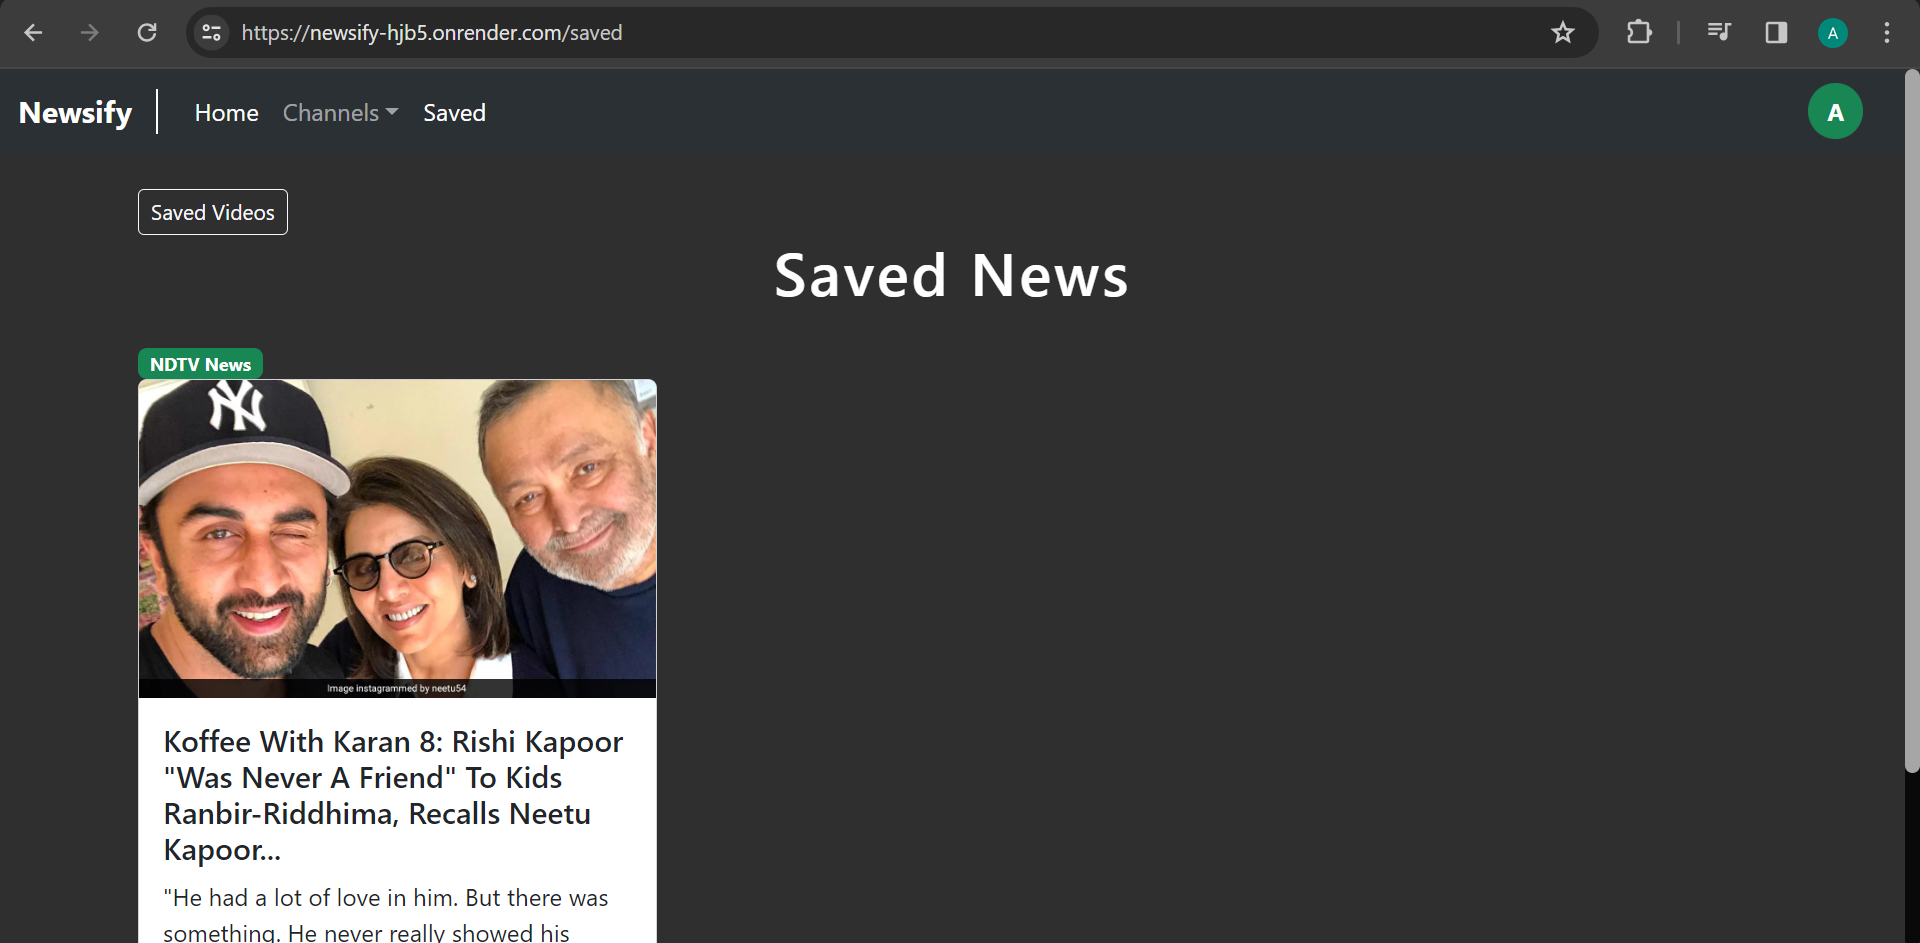 https://newsify-hjb5.onrender.com/saved
A
Newsify
Home
Channels
Saved
A
Saved Videos
Saved News
NDTV News
NY
Image instagrammed by neetu54
Koffee With Karan 8: Rishi Kapoor
"Was Never A Friend" To Kids
Ranbir-Riddhima, Recalls Neetu
Kapoor...
"He had a lot of love in him. But there was
something. He never really showed his